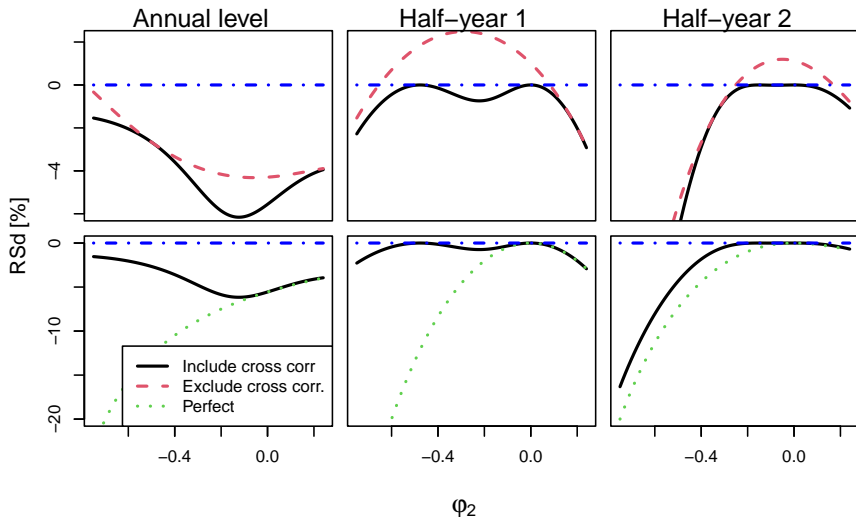 Annual level
Half−year 1
Half−year 2
0
−4
RSd [%]
0
−10
−20
Include cross corr
Exclude cross corr.
Perfect
−0.4
0.0
−0.4
0.0
−0.4
0.0
φ2